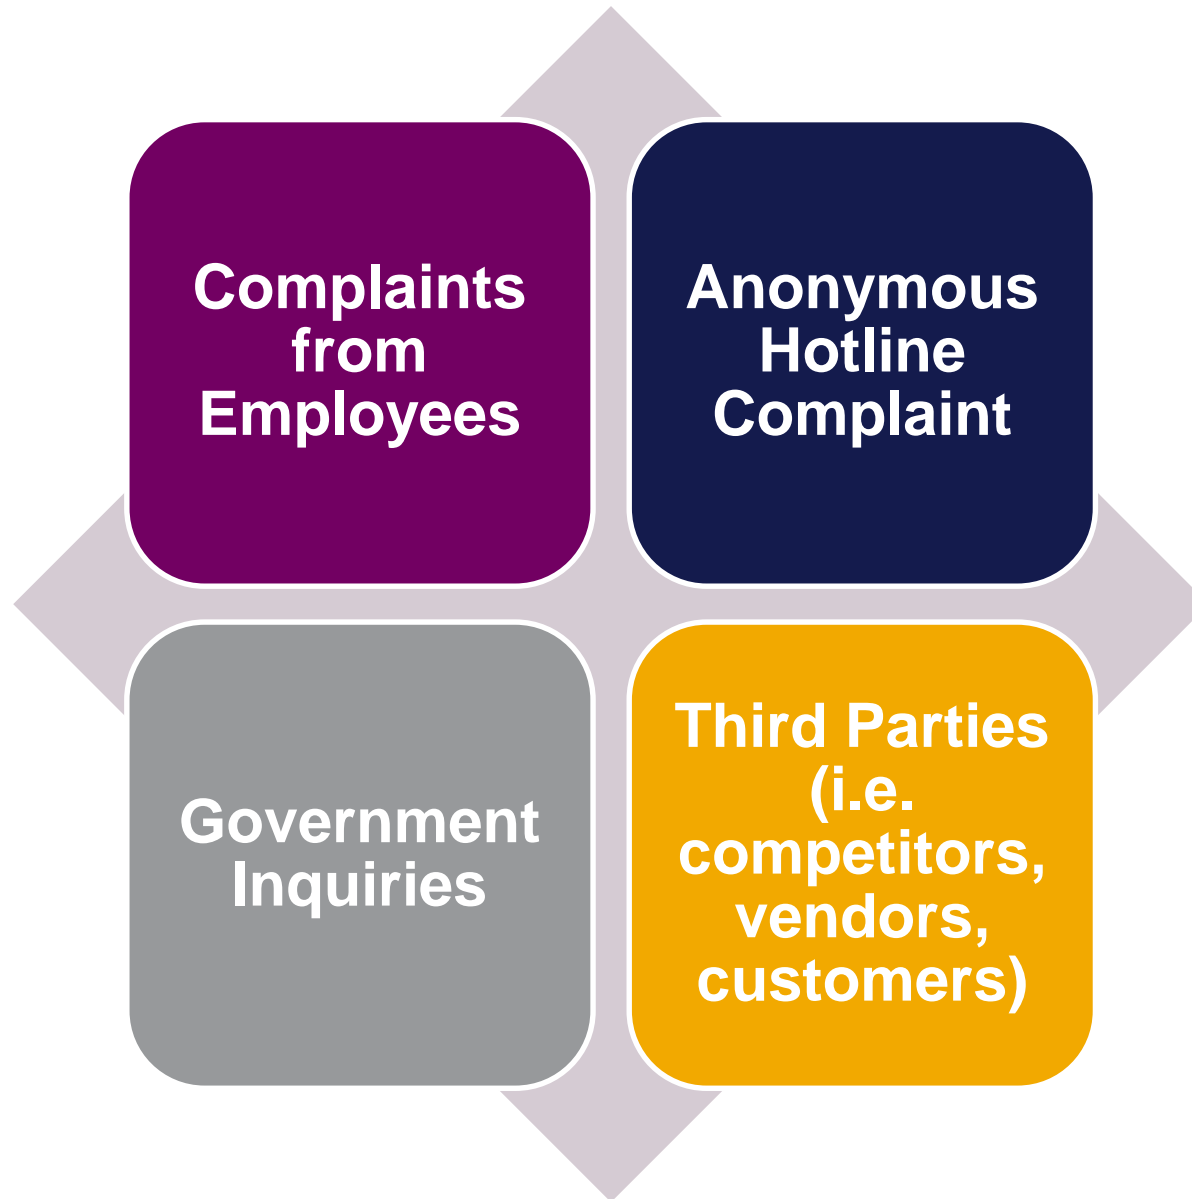 Complaints
from
Employees
Anonymous
Hotline
Complaint
Government
Inquiries
Third Parties
(i.e.
competitors,
vendors,
customers)